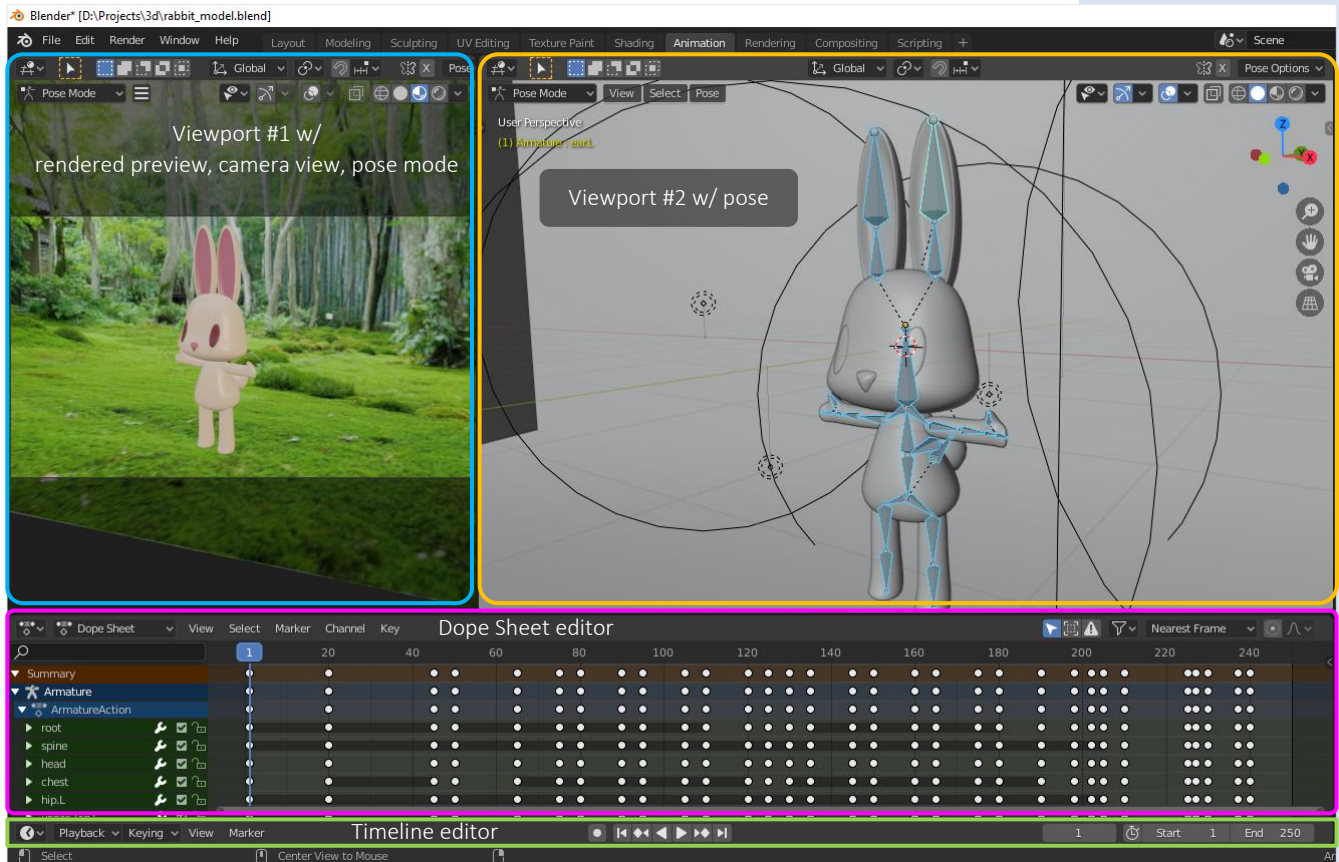 Blender* [D:\Projects\3d\rabbit_model.blend]
File Edit Render Window Help Layout Modeling Sculpting UV Editing Texture Paint Shading Animation Rendering Compositing Scripting + Scene
Global X Pose Global X Pose Options
Pose Mode Pose Mode View Select Pose
Viewport #1 w/
rendered preview, camera view, pose mode
User Perspective
(1) Armature : earL
Viewport #2 w/ pose
Z
Y
X
Dope Sheet View Select Marker Channel Key Dope Sheet editor Nearest Frame
1 20 40 60 80 100 120 140 160 180 200 220 240
Summary
Armature
ArmatureAction
root
spine
head
chest
hip.L
Playback Keying View Marker Timeline editor 1 Start 1 End 250
Select Center View to Mouse